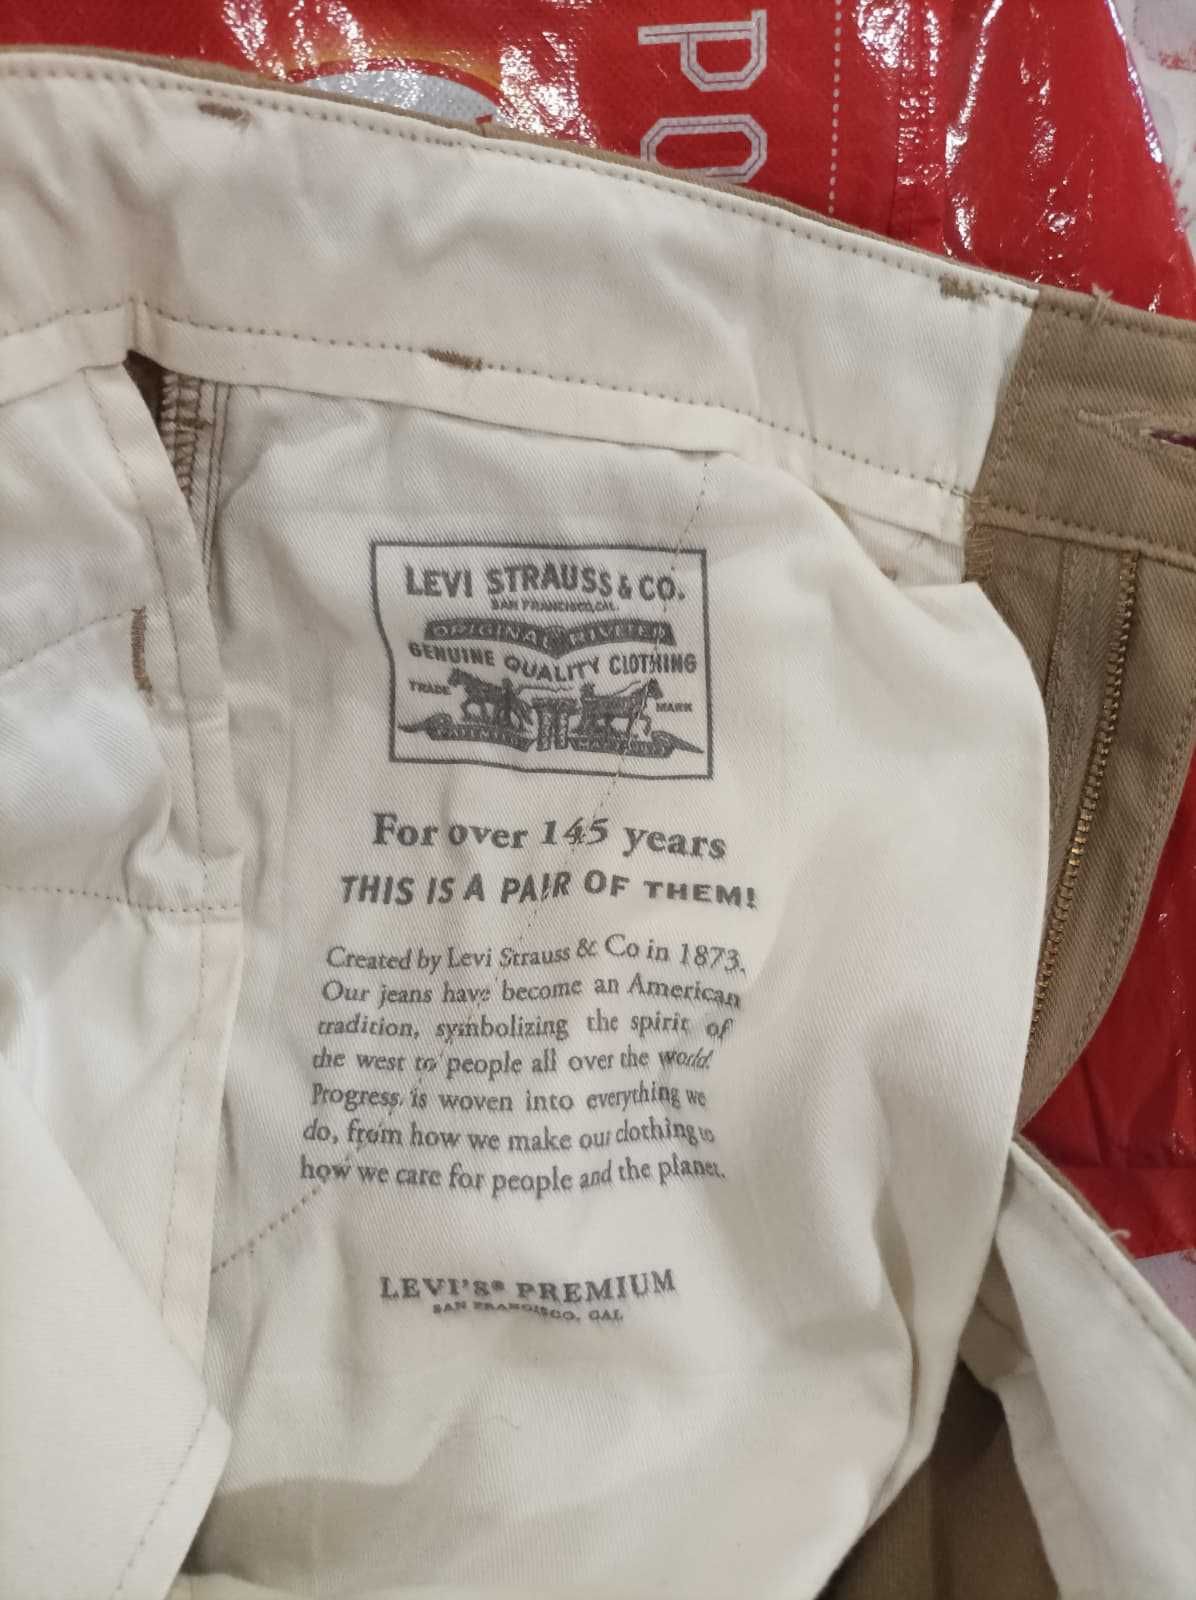 PO
LEVI STRAUSS & CO.
SAN FRANCISCO, CAL.
ORIGINAL RIVETED
GENUINE QUALITY CLOTHING
TRADE MARK
For over 145 years
THIS IS A PAIR OF THEM!
Created by Levi Strauss & Co in 1873.
Our jeans have become an American
tradition, symbolizing the spirit of
the west to people all over the world.
Progress, is woven into everything we
do, from how we make our clothing to
how we care for people and the planet.
LEVI'S® PREMIUM
SAN FRANCISCO, CAL